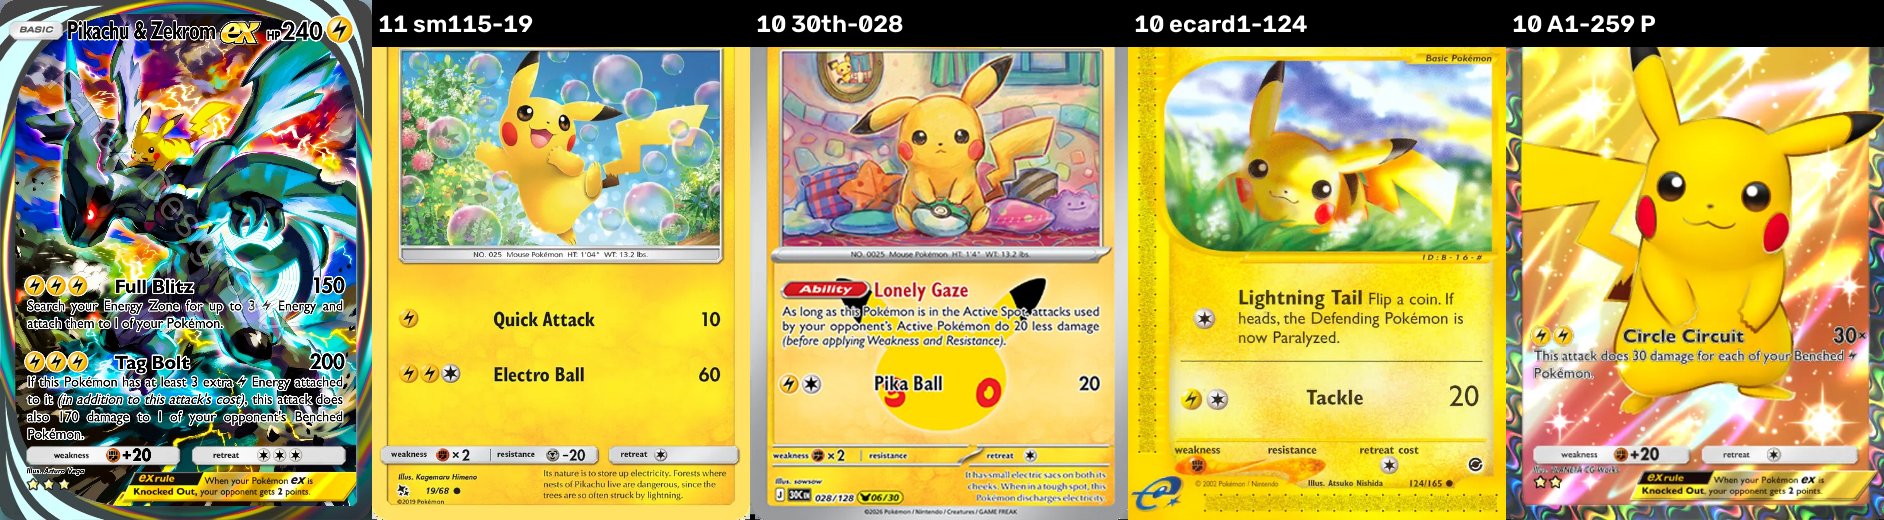 BASIC Pikachu & Zekrom ex HP 240
Full Blitz 150
Search your Energy Zone for up to 3 Energy and
attach them to 1 of your Pokémon.
Tag Bolt 200
If this Pokémon has at least 3 extra Energy attached
to it (in addition to this attack's cost), this attack does
also 170 damage to 1 of your opponent's Benched
Pokémon.
weakness +20 retreat
Illus. Arturo Vega
ex rule When your Pokémon ex is
Knocked Out, your opponent gets 2 points.
11 sm115-19
NO. 025 Mouse Pokémon HT: 1'04" WT: 13.2 lbs.
Quick Attack 10
Electro Ball 60
weakness ×2 resistance -20 retreat
Illus. Kagemaru Himeno
Its nature is to store up electricity. Forests where
nests of Pikachu live are dangerous, since the
trees are so often struck by lightning.
19/68
©2019 Pokémon
10 30th-028
NO. 0025 Mouse Pokémon HT: 1'4" WT: 13.2 lbs.
Ability Lonely Gaze
As long as this Pokémon is in the Active Spot, attacks used
by your opponent's Active Pokémon do 20 less damage
(before applying Weakness and Resistance).
Pika Ball 20
weakness ×2 resistance retreat
Illus. sowsow
It has small electric sacs on both its
cheeks. When in a tough spot, this
Pokémon discharges electricity.
J 30C EN 028/128 06/30
©2026 Pokémon / Nintendo / Creatures / GAME FREAK
10 ecard1-124
Basic Pokémon
ID:B-16-#
Lightning Tail Flip a coin. If
heads, the Defending Pokémon is
now Paralyzed.
Tackle 20
weakness resistance retreat cost
© 2002 Pokémon / Nintendo Illus. Atsuko Nishida 124/165
10 A1-259 P
Circle Circuit 30×
This attack does 30 damage for each of your Benched
Pokémon.
weakness +20 retreat
ex rule When your Pokémon ex is
Knocked Out, your opponent gets 2 points.